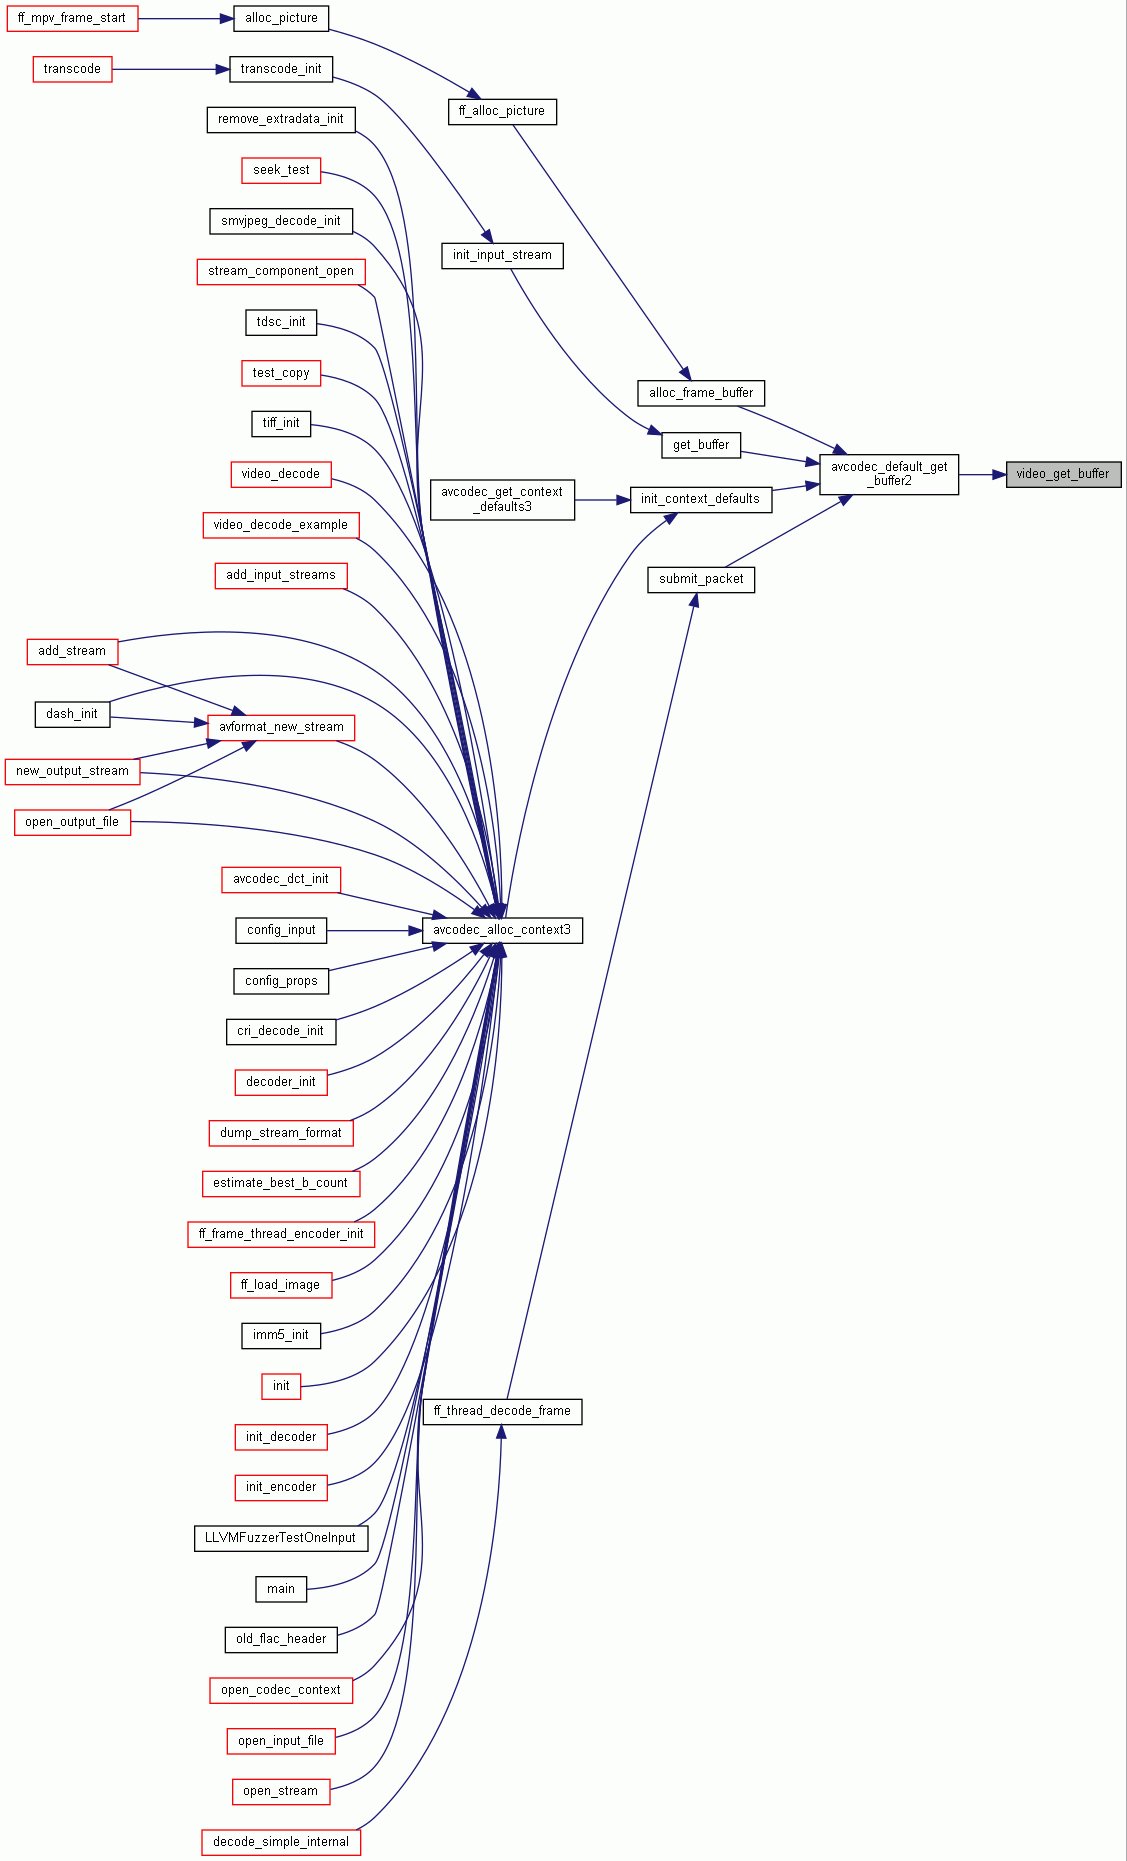 ff_mpv_frame_start
alloc_picture
transcode
transcode_init
ff_alloc_picture
remove_extradata_init
seek_test
smvjpeg_decode_init
init_input_stream
stream_component_open
tdsc_init
test_copy
alloc_frame_buffer
tiff_init
get_buffer
video_decode
avcodec_default_get
_buffer2
video_get_buffer
avcodec_get_context
_defaults3
init_context_defaults
video_decode_example
add_input_streams
submit_packet
add_stream
dash_init
avformat_new_stream
new_output_stream
open_output_file
avcodec_dct_init
config_input
avcodec_alloc_context3
config_props
cri_decode_init
decoder_init
dump_stream_format
estimate_best_b_count
ff_frame_thread_encoder_init
ff_load_image
imm5_init
init
ff_thread_decode_frame
init_decoder
init_encoder
LLVMFuzzerTestOneInput
main
old_flac_header
open_codec_context
open_input_file
open_stream
decode_simple_internal